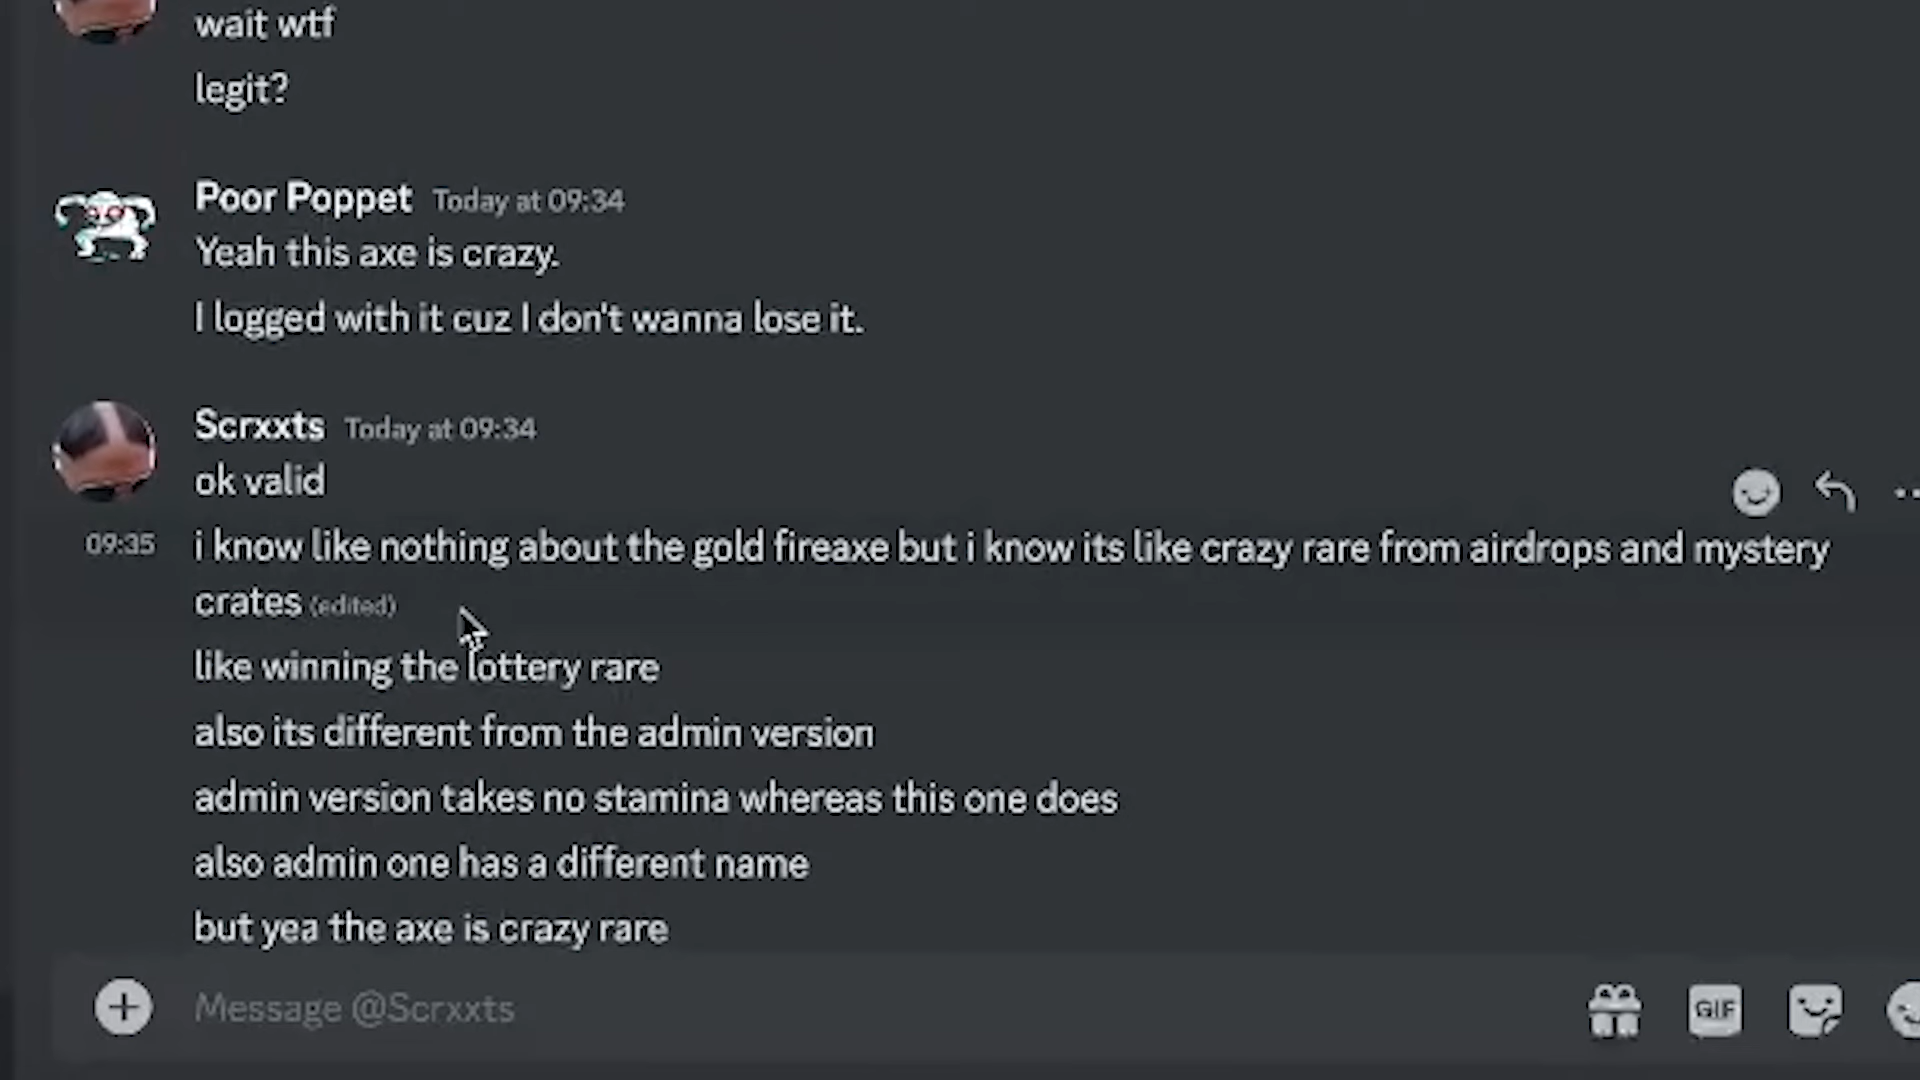 wait wtf
legit?
Poor Poppet Today at 09:34
Yeah this axe is crazy.
I logged with it cuz I don't wanna lose it.
Scrxxts Today at 09:34
ok valid
09:35 i know like nothing about the gold fireaxe but i know its like crazy rare from airdrops and mystery
crates (edited)
like winning the lottery rare
also its different from the admin version
admin version takes no stamina whereas this one does
also admin one has a different name
but yea the axe is crazy rare
Message @Scrxxts
GIF